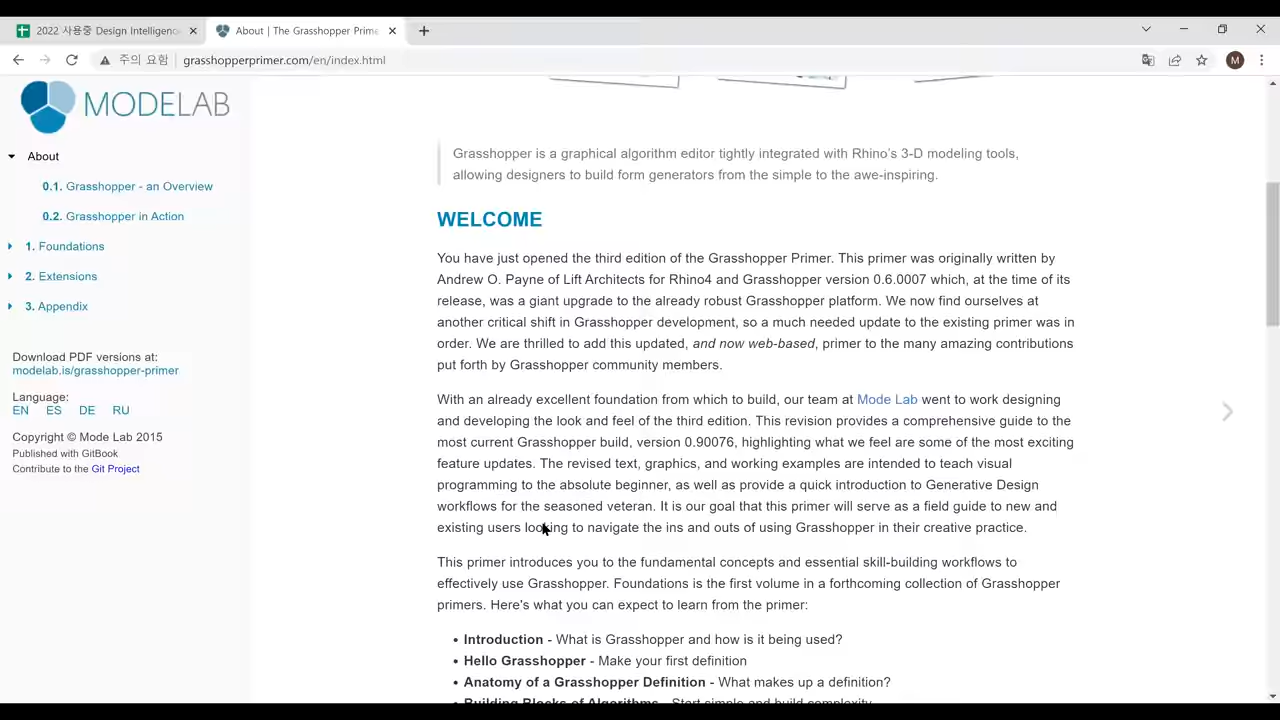 2022 사용중 Design Intelligenc
About | The Grasshopper Prime
주의 요함
grasshopperprimer.com/en/index.html
M
MODELAB
About
0.1. Grasshopper - an Overview
0.2. Grasshopper in Action
1. Foundations
2. Extensions
3. Appendix
Download PDF versions at:
modelab.is/grasshopper-primer
Language:
EN ES DE RU
Copyright © Mode Lab 2015
Published with GitBook
Contribute to the Git Project
Grasshopper is a graphical algorithm editor tightly integrated with Rhino's 3-D modeling tools,
allowing designers to build form generators from the simple to the awe-inspiring.
WELCOME
You have just opened the third edition of the Grasshopper Primer. This primer was originally written by
Andrew O. Payne of Lift Architects for Rhino4 and Grasshopper version 0.6.0007 which, at the time of its
release, was a giant upgrade to the already robust Grasshopper platform. We now find ourselves at
another critical shift in Grasshopper development, so a much needed update to the existing primer was in
order. We are thrilled to add this updated, and now web-based, primer to the many amazing contributions
put forth by Grasshopper community members.
With an already excellent foundation from which to build, our team at Mode Lab went to work designing
and developing the look and feel of the third edition. This revision provides a comprehensive guide to the
most current Grasshopper build, version 0.90076, highlighting what we feel are some of the most exciting
feature updates. The revised text, graphics, and working examples are intended to teach visual
programming to the absolute beginner, as well as provide a quick introduction to Generative Design
workflows for the seasoned veteran. It is our goal that this primer will serve as a field guide to new and
existing users looking to navigate the ins and outs of using Grasshopper in their creative practice.
This primer introduces you to the fundamental concepts and essential skill-building workflows to
effectively use Grasshopper. Foundations is the first volume in a forthcoming collection of Grasshopper
primers. Here's what you can expect to learn from the primer:
• Introduction - What is Grasshopper and how is it being used?
• Hello Grasshopper - Make your first definition
• Anatomy of a Grasshopper Definition - What makes up a definition?
• Building Blocks of Algorithms - Start simple and build complexity